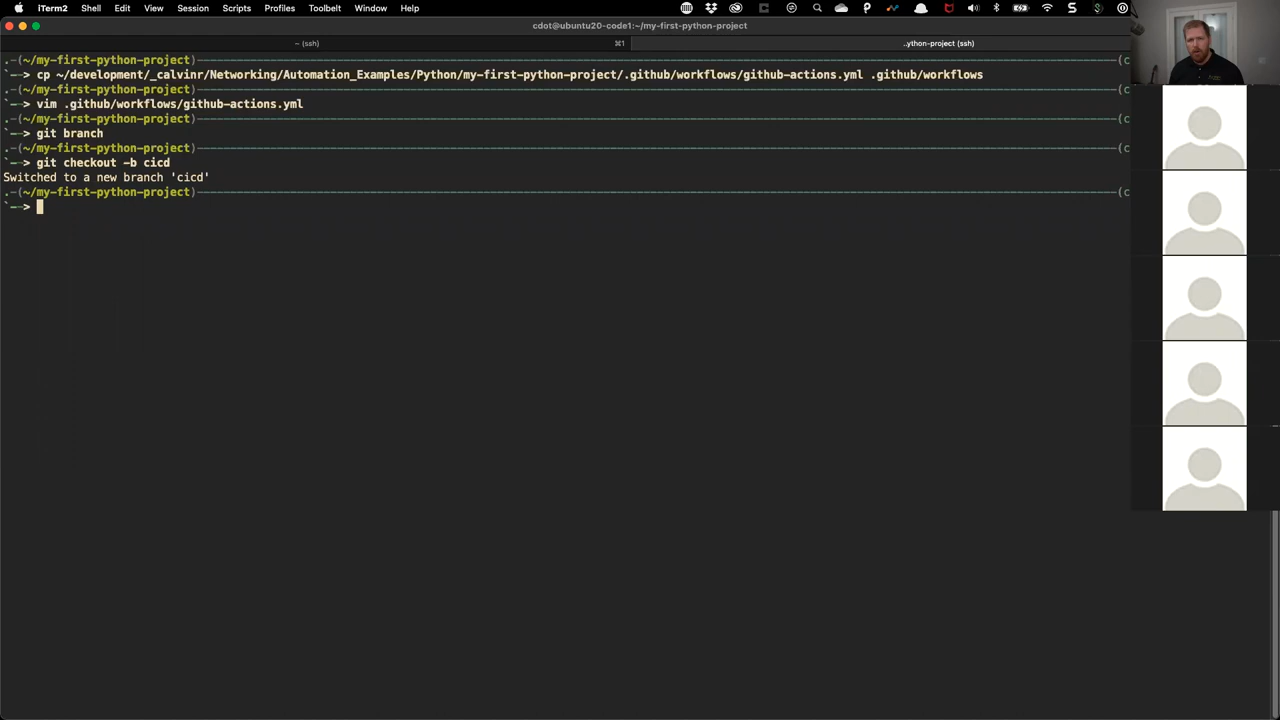 iTerm2 Shell Edit View Session Scripts Profiles Toolbelt Window Help
cdot@ubuntu20-code1:~/my-first-python-project
~ (ssh) ⌘1 ..ython-project (ssh)
.-(~/my-first-python-project)
`--> cp ~/development/_calvinr/Networking/Automation_Examples/Python/my-first-python-project/.github/workflows/github-actions.yml .github/workflows
.-(~/my-first-python-project)
`--> vim .github/workflows/github-actions.yml
.-(~/my-first-python-project)
`--> git branch
.-(~/my-first-python-project)
`--> git checkout -b cicd
Switched to a new branch 'cicd'
.-(~/my-first-python-project)
`-->